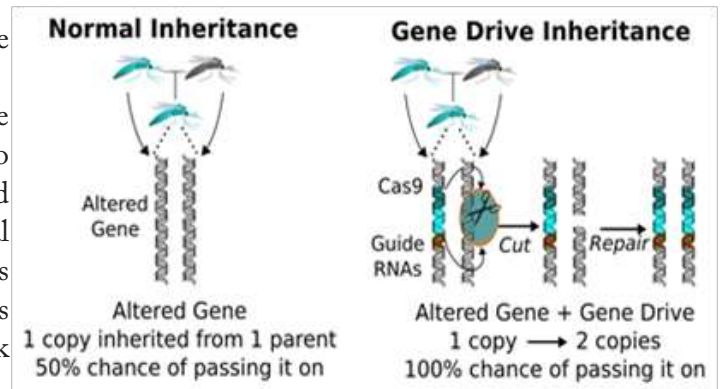 Normal Inheritance
Altered
Gene
Altered Gene
1 copy inherited from 1 parent
50% chance of passing it on
Gene Drive Inheritance
Cas9
Guide
RNAs
Cut
Repair
Altered Gene + Gene Drive
1 copy → 2 copies
100% chance of passing it on